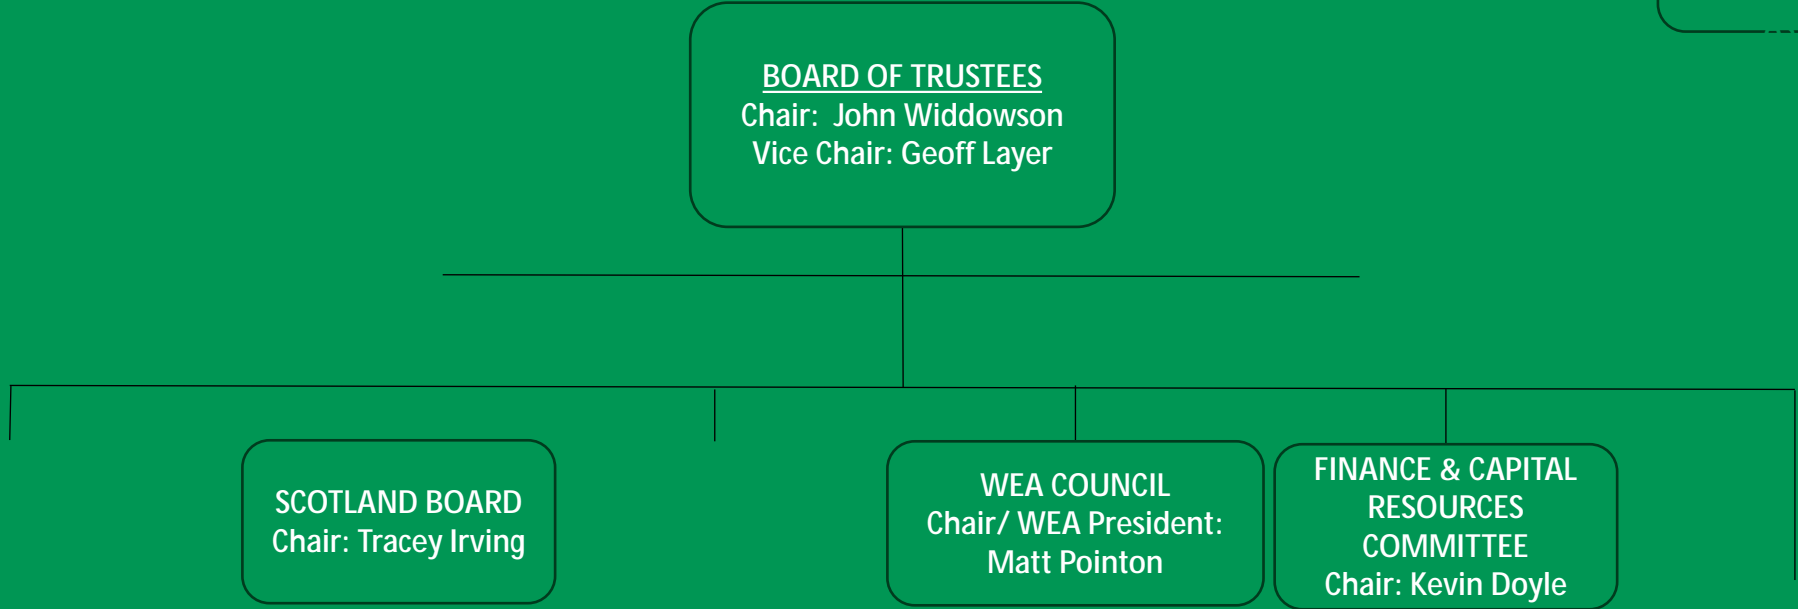 BOARD OF TRUSTEES
Chair: John Widdowson
Vice Chair: Geoff Layer
SCOTLAND BOARD
Chair: Tracey Irving
WEA COUNCIL
Chair/ WEA President:
Matt Pointon
FINANCE & CAPITAL
RESOURCES
COMMITTEE
Chair: Kevin Doyle